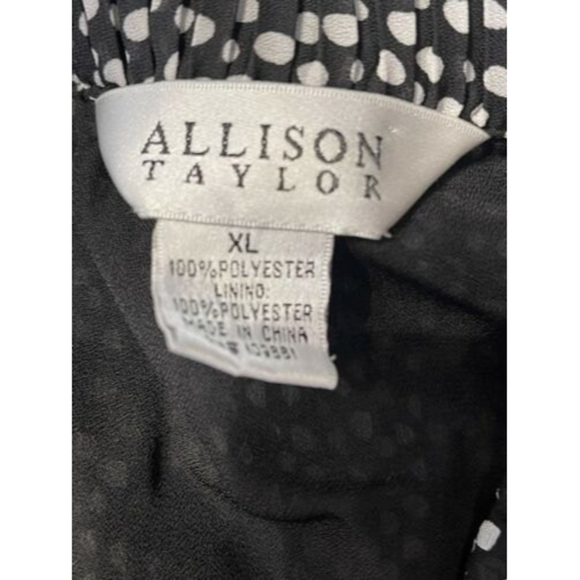 ALLISON
TAYLOR
XL
100% POLYESTER
LINING:
100% POLYESTER
MADE IN CHINA